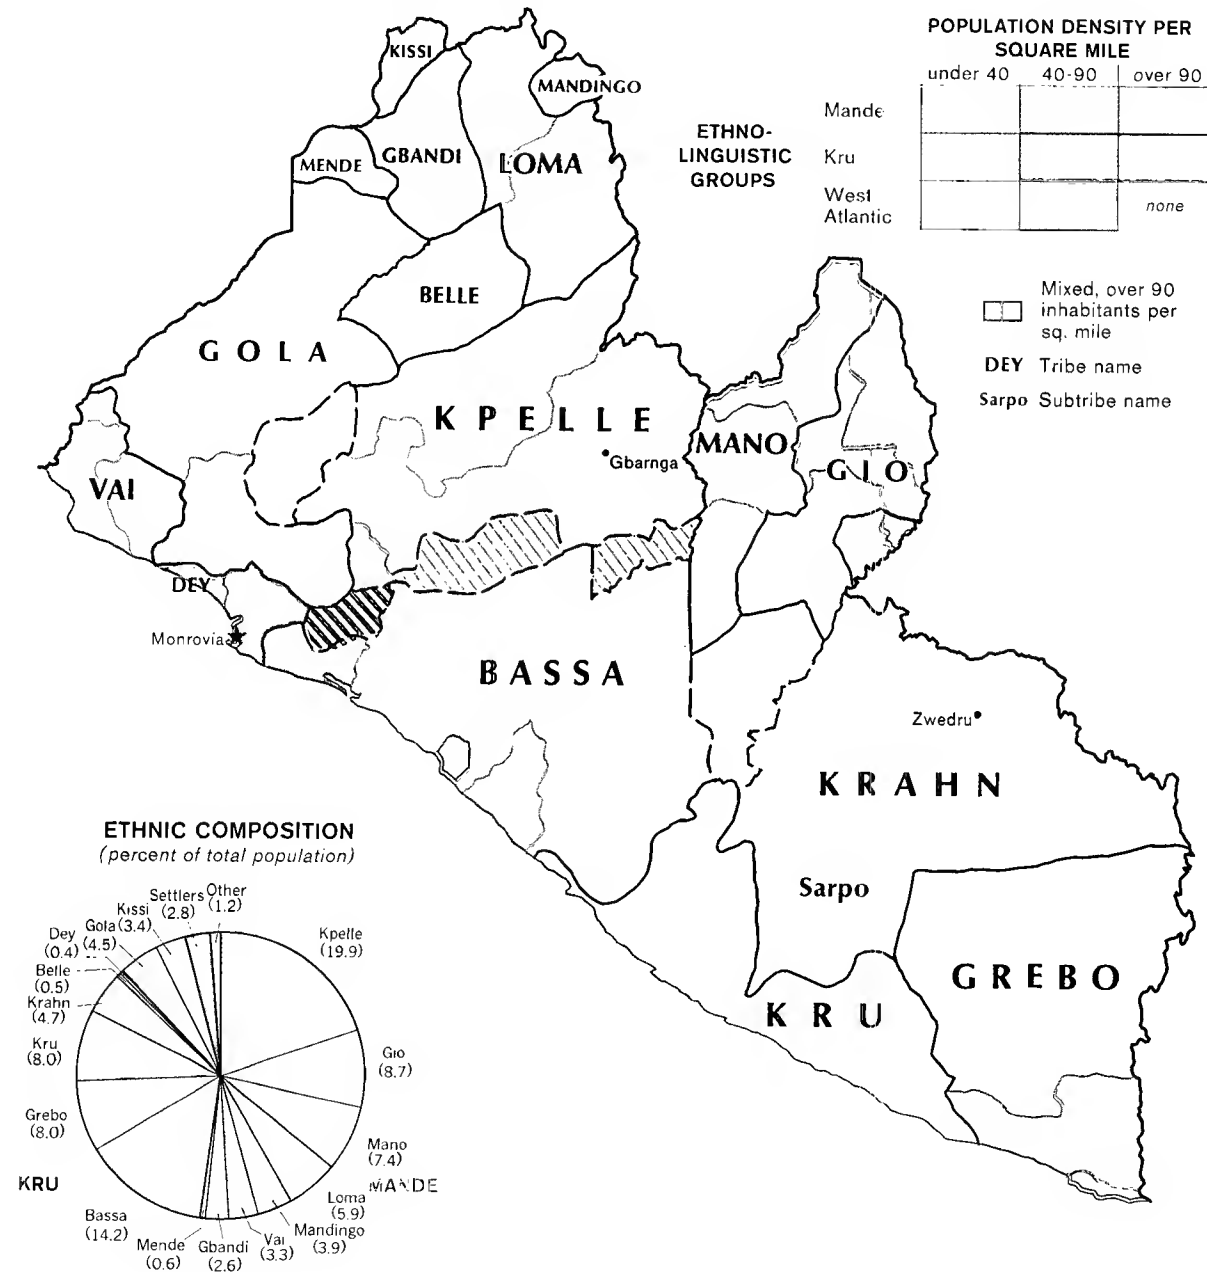 POPULATION DENSITY PER
SQUARE MILE
under 40 40-90 over 90
ETHNO-
LINGUISTIC
GROUPS
Mande
Kru
West
Atlantic
none
Mixed, over 90
inhabitants per
sq. mile
DEY Tribe name
Sarpo Subtribe name
KISSI
MANDINGO
GBANDI
LOMA
MENDE
BELLE
GOLA
KPELLE
Gbarnga
MANO
GIO
VAI
DEY
Monrovia
BASSA
Zwedru
KRAHN
Sarpo
GREBO
KRU
ETHNIC COMPOSITION
(percent of total population)
Kpelle
(19.9)
Gio
(8.7)
Mano
(7.4)
Loma
(5.9)
Mandingo
(3.9)
Vai
(3.3)
Gbandi
(2.6)
Mende
(0.6)
Bassa
(14.2)
Grebo
(8.0)
Kru
(8.0)
Krahn
(4.7)
Belle
(0.5)
Dey
(0.4)
Gola
(4.5)
Kissi
(3.4)
Settlers
(2.8)
Other
(1.2)
KRU
MANDE